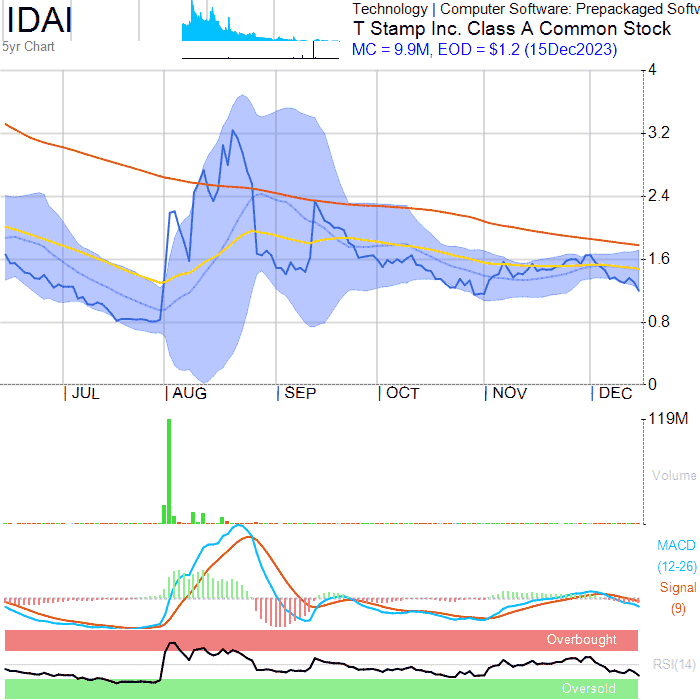 IDAI
5yr Chart
Technology | Computer Software: Prepackaged Softw
T Stamp Inc. Class A Common Stock
MC = 9.9M, EOD = $1.2 (15Dec2023)
4
3.2
2.4
1.6
0.8
0
JUL
AUG
SEP
OCT
NOV
DEC
119M
Volume
MACD
(12-26)
Signal
(9)
Overbought
RSI(14)
Oversold